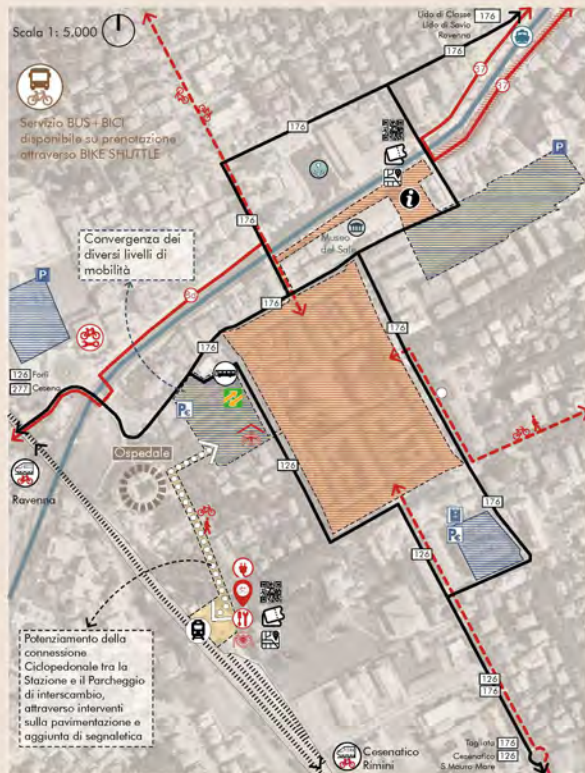 Scala 1: 5.000
Lido di Classe
Lido di Savio
Ravenna
176
176
Servizio BUS+BICI
disponibile su prenotazione
attraverso BIKE SHUTTLE
176
P
i
Museo
del Sale
176
Convergenza dei
diversi livelli di
mobilità
P
176
176
176
126 Forlì
277 Cesena
P
Ospedale
126
Ravenna
176
P
126
Potenziamento della
connessione
Ciclopedonale tra la
Stazione e il Parcheggio
di interscambio,
attraverso interventi
sulla pavimentazione e
aggiunta di segnaletica
126
176
Cesenatico
Rimini
Tagliata 176
Cesenatico 126
S.Mauro Mare